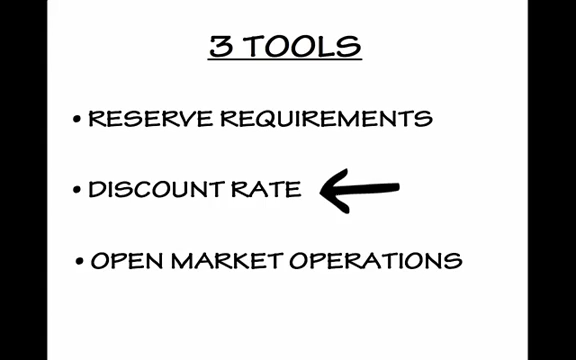 3 TOOLS
• RESERVE REQUIREMENTS
• DISCOUNT RATE
• OPEN MARKET OPERATIONS